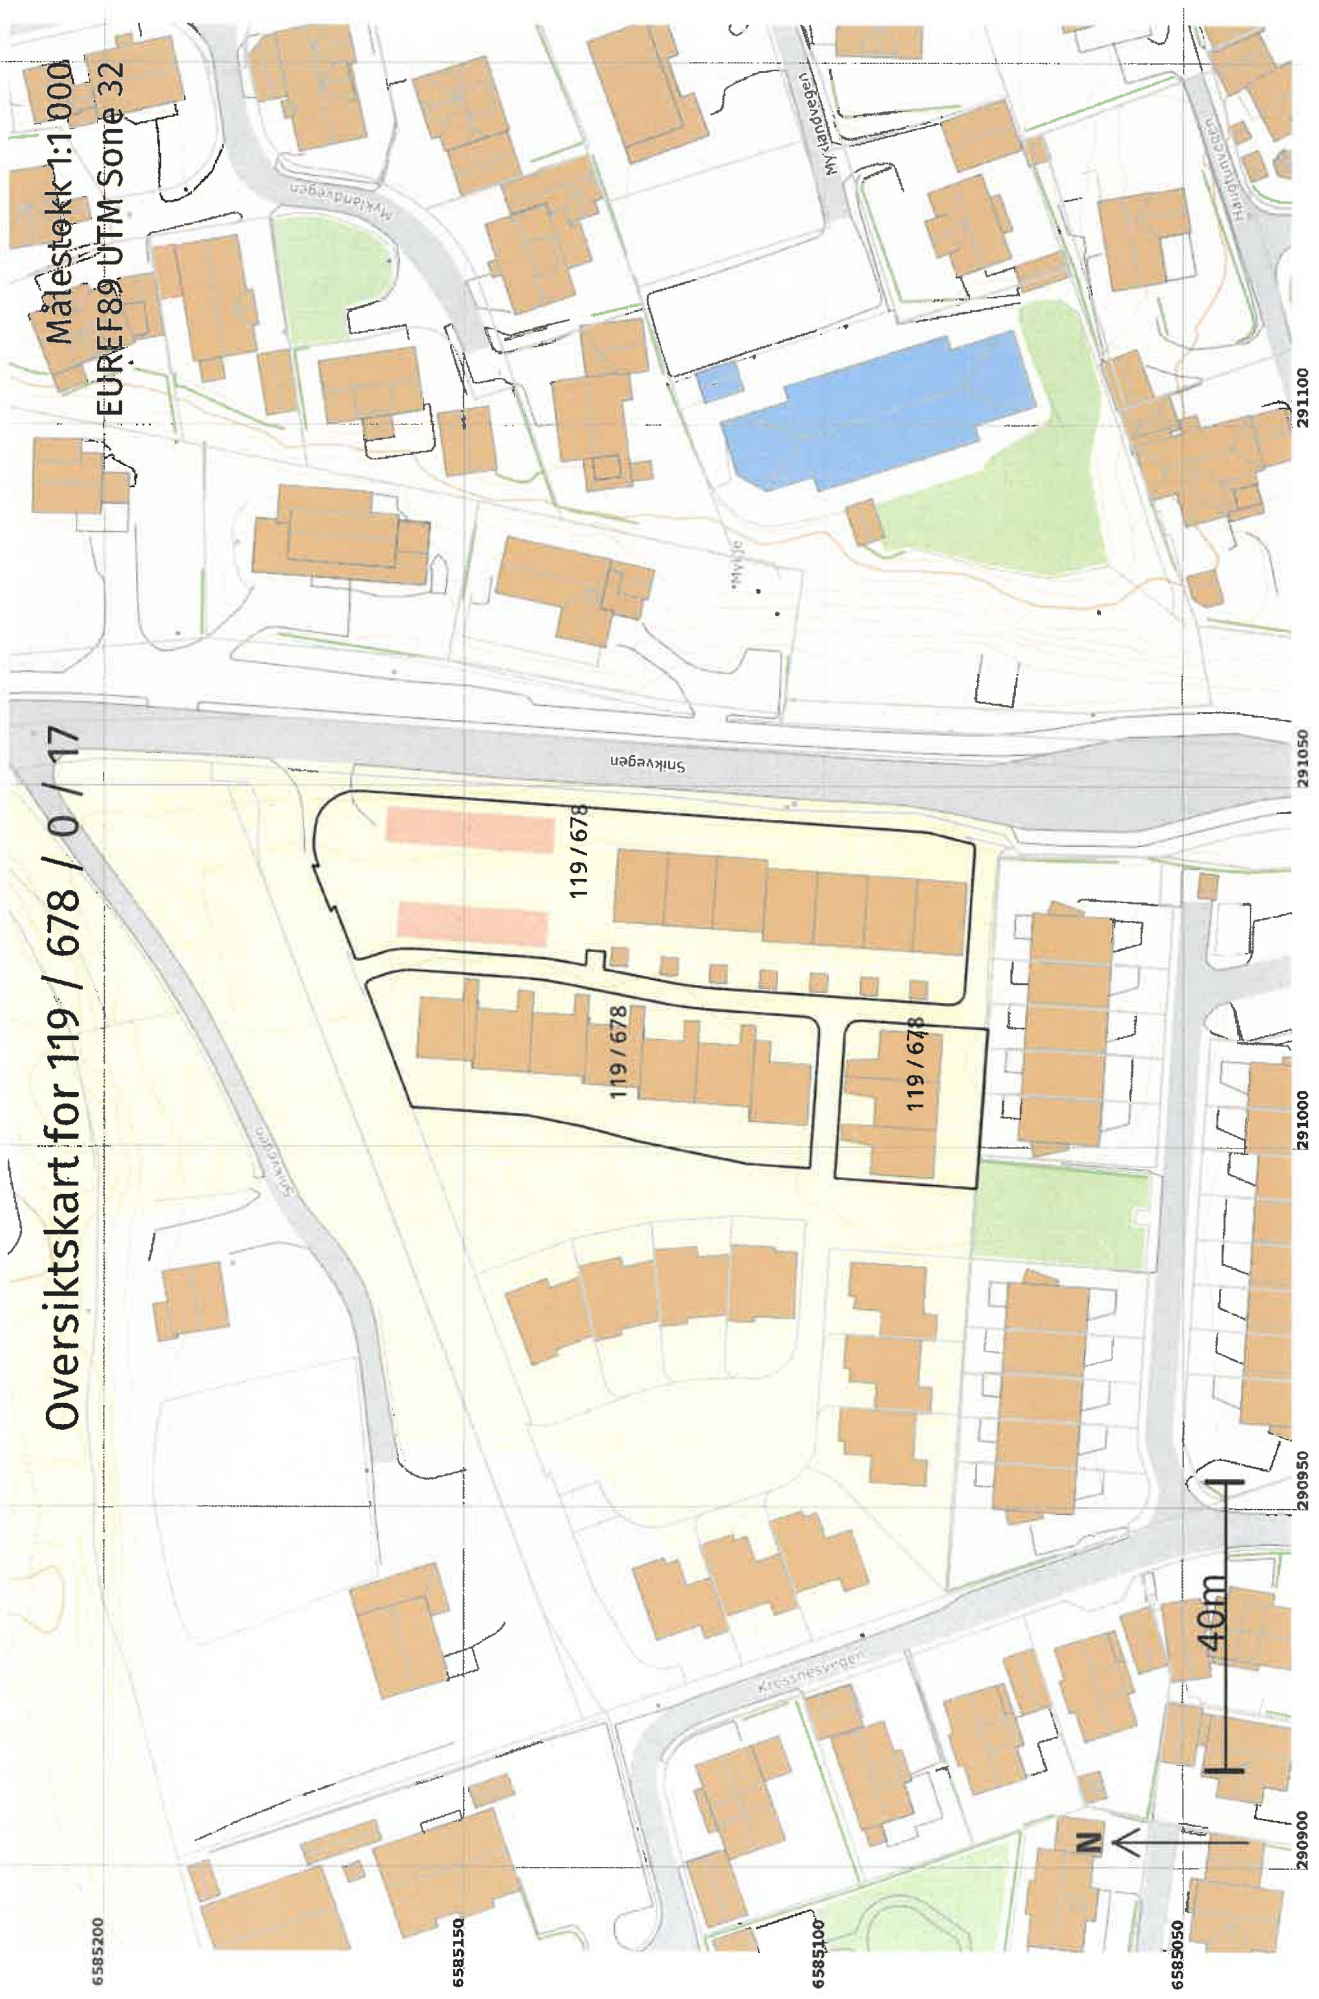 Oversiktskart for 119 / 678 / 0 / 17
Målestokk 1:1 000
EUREF89 UTM Sone 32
6585200
6585150
6585100
6585050
290900
290950
291000
291050
291100
Myklandvegen
Myklandvegen
Haugtunvegen
Snikvegen
Snikvegen
Krossnesvegen
119 / 678
119 / 678
119 / 678
40m
N